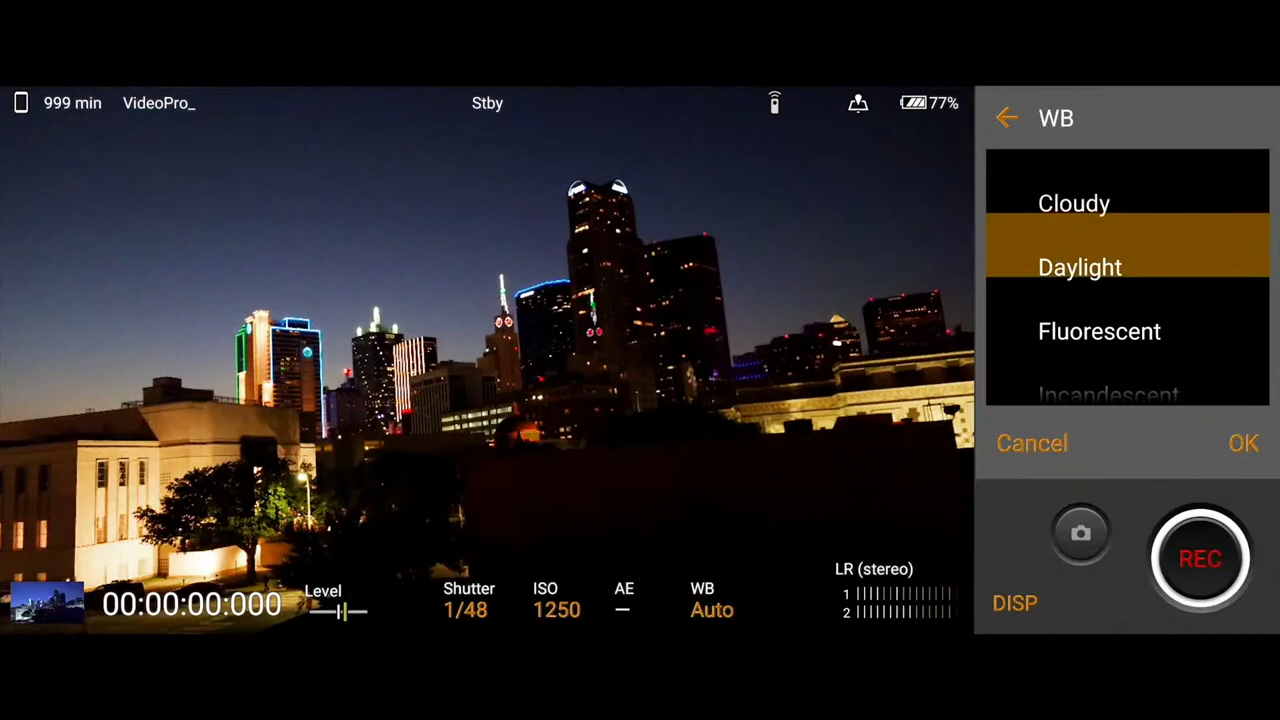 999 min VideoPro_ Stby 77%
WB
Cloudy
Daylight
Fluorescent
Incandescent
Cancel OK
REC
DISP
00:00:00:000
Level
Shutter ISO AE WB
1/48 1250 — Auto
LR (stereo)
1
2